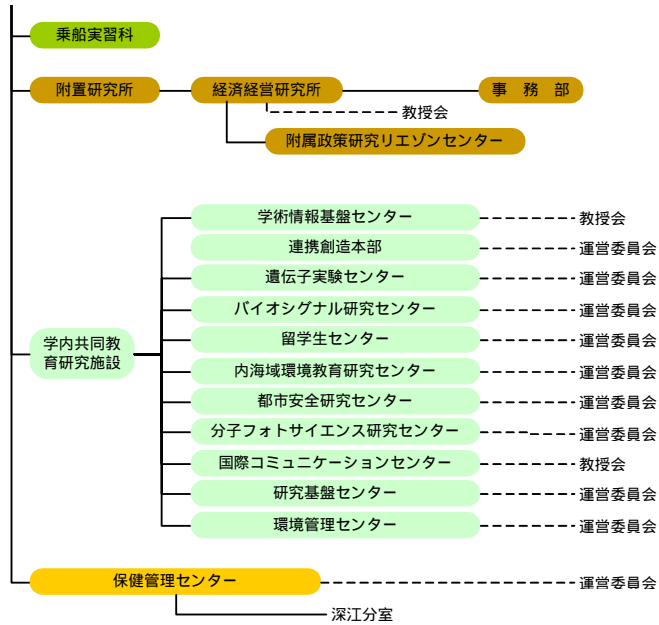 乗船実習科
附置研究所
経済経営研究所
事 務 部
教授会
附属政策研究リエゾンセンター
学術情報基盤センター
教授会
連携創造本部
運営委員会
遺伝子実験センター
運営委員会
バイオシグナル研究センター
運営委員会
留学生センター
運営委員会
学内共同教
育研究施設
内海域環境教育研究センター
運営委員会
都市安全研究センター
運営委員会
分子フォトサイエンス研究センター
運営委員会
国際コミュニケーションセンター
教授会
研究基盤センター
運営委員会
環境管理センター
運営委員会
保健管理センター
運営委員会
深江分室